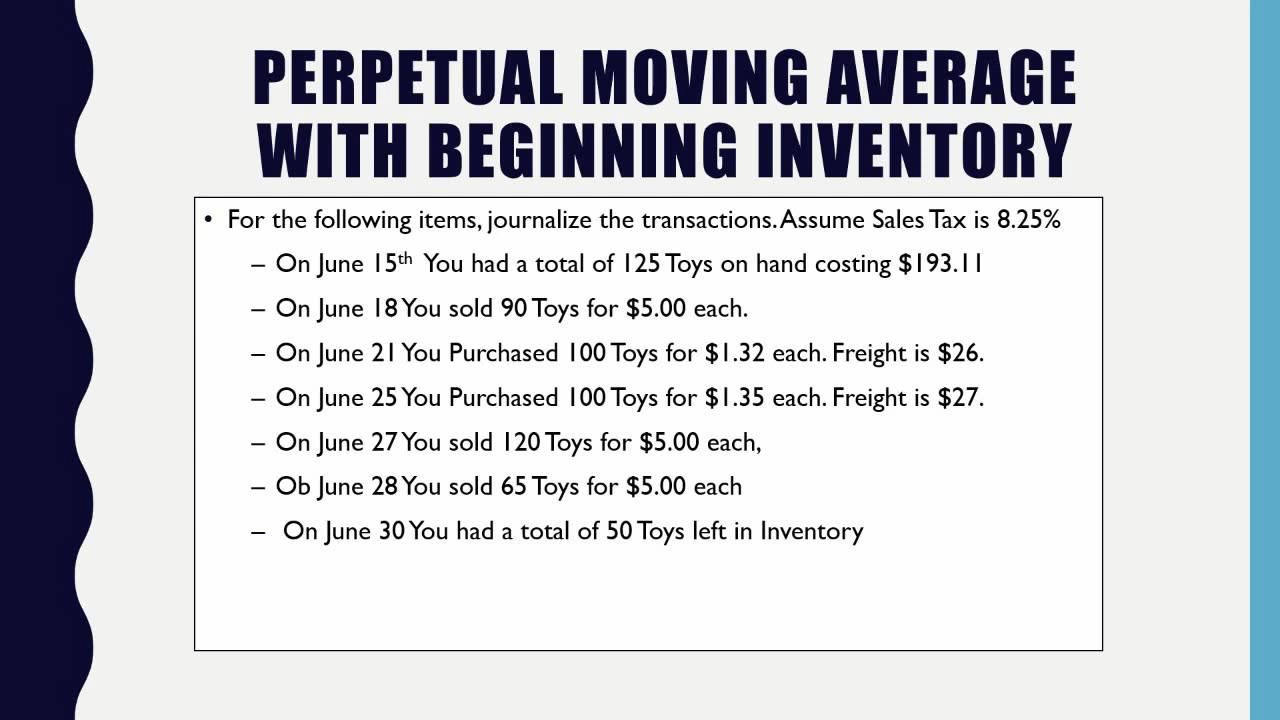 PERPETUAL MOVING AVERAGE
WITH BEGINNING INVENTORY
• For the following items, journalize the transactions. Assume Sales Tax is 8.25%
– On June 15th You had a total of 125 Toys on hand costing $193.11
– On June 18 You sold 90 Toys for $5.00 each.
– On June 21 You Purchased 100 Toys for $1.32 each. Freight is $26.
– On June 25 You Purchased 100 Toys for $1.35 each. Freight is $27.
– On June 27 You sold 120 Toys for $5.00 each,
– Ob June 28 You sold 65 Toys for $5.00 each
– On June 30 You had a total of 50 Toys left in Inventory